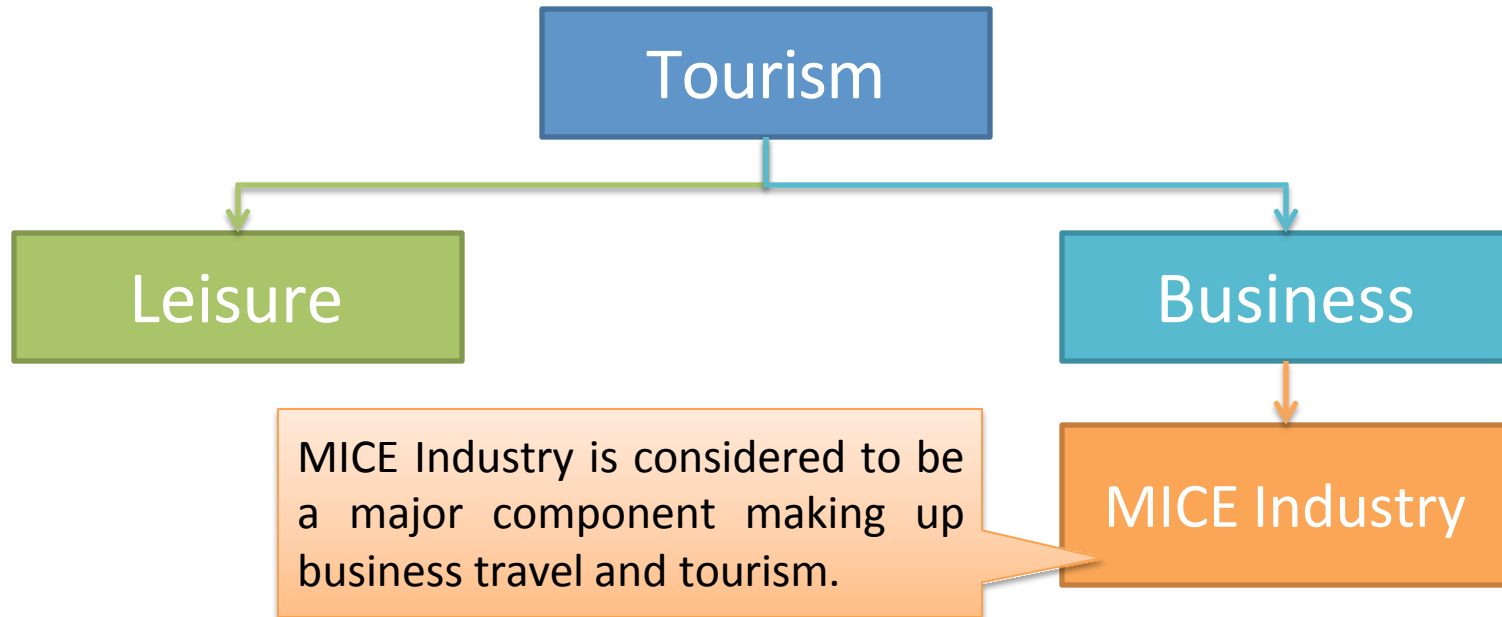 Tourism
Leisure
Business
MICE Industry is considered to be
a major component making up
business travel and tourism.
MICE Industry